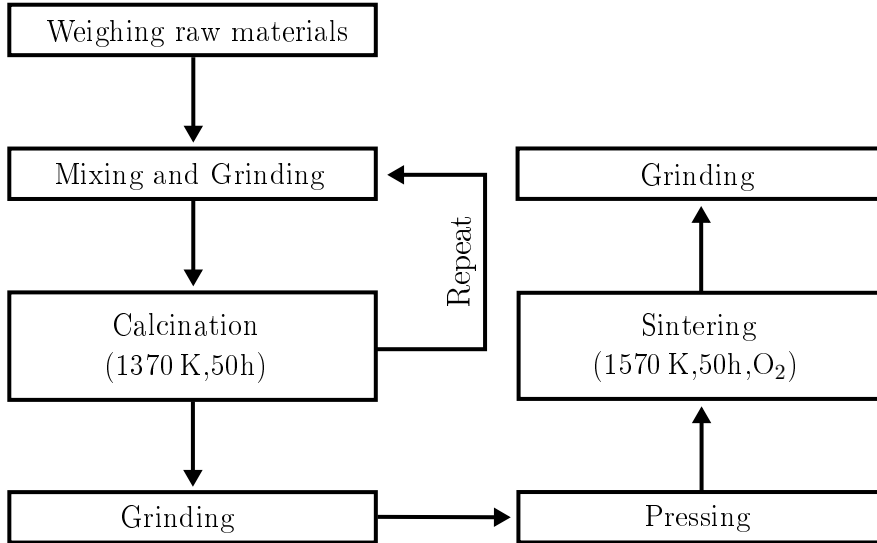 Weighing raw materials
Mixing and Grinding
Repeat
Calcination
(1370 K,50h)
Grinding
Pressing
Sintering
(1570 K,50h,O₂)
Grinding